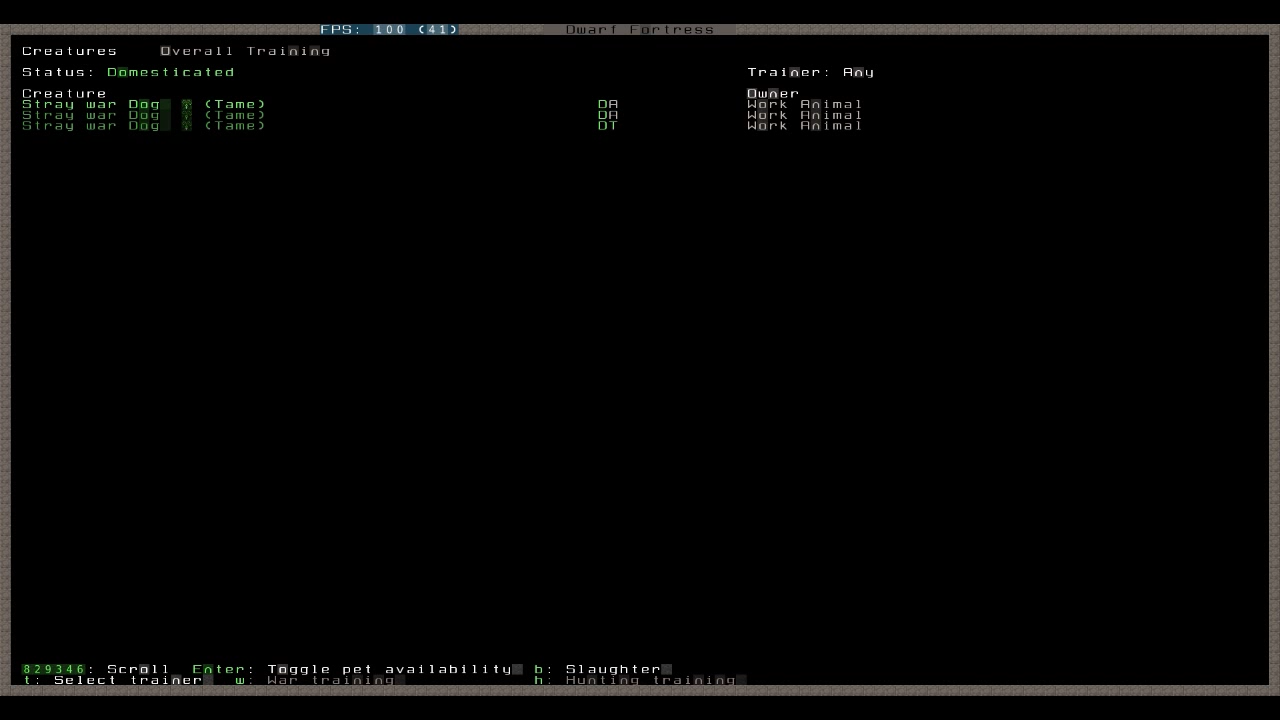 FPS: 100 (41) Dwarf Fortress
Creatures Overall Training
Status: Domesticated Trainer: Any
Creature Owner
Stray war Dog ♀ (Tame) DA Work Animal
Stray war Dog (Tame) DA Work Animal
Stray war Dog (Tame) OT Work Animal
829346: Scroll Enter: Toggle pet availability b: Slaughter
t: Select trainer w: War training h: Hunting training